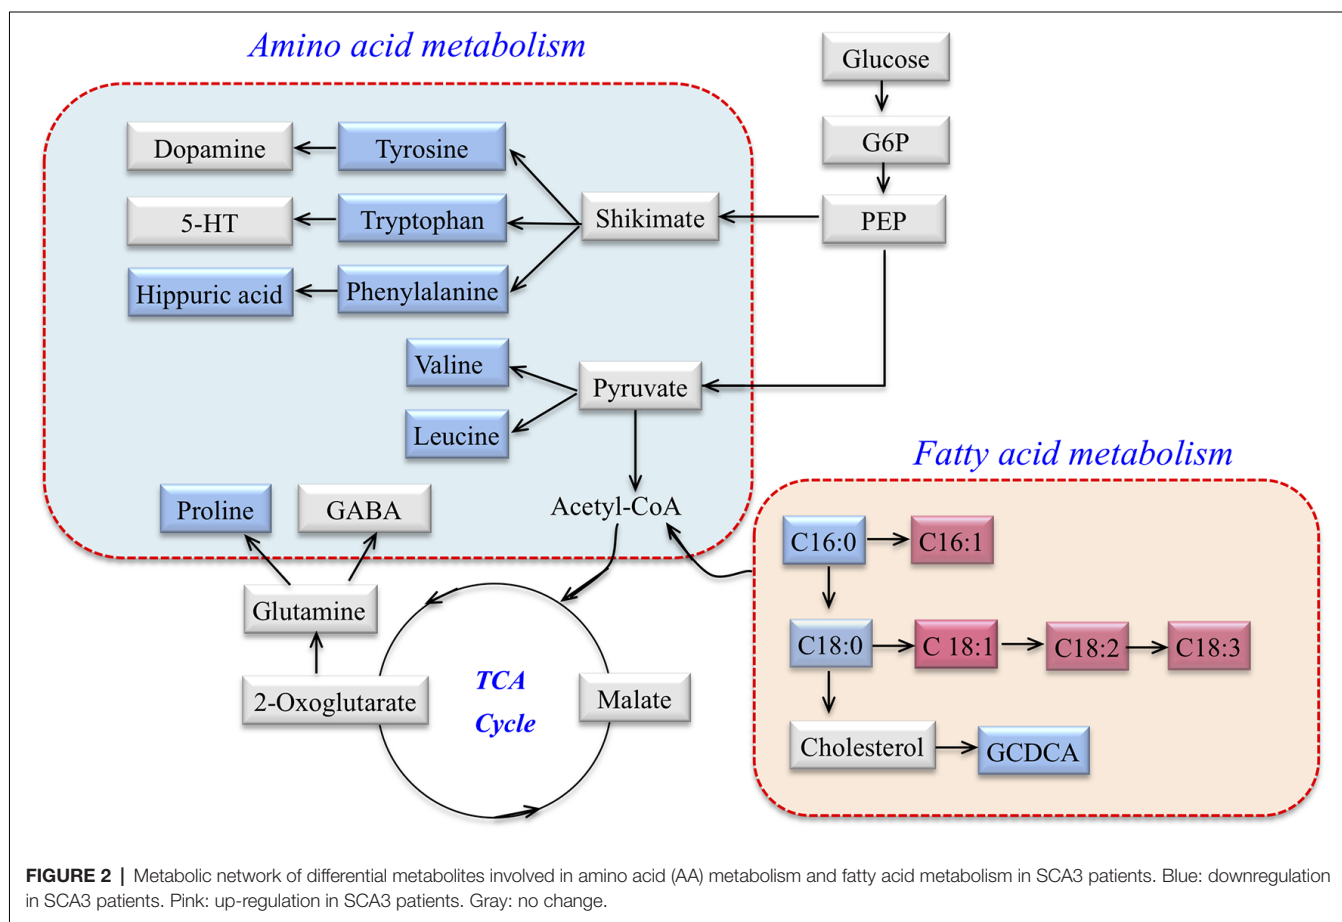 Amino acid metabolism
Glucose
G6P
PEP
Dopamine
Tyrosine
5-HT
Tryptophan
Shikimate
Hippuric acid
Phenylalanine
Valine
Pyruvate
Leucine
Proline
GABA
Acetyl-CoA
Glutamine
2-Oxoglutarate
TCA
Cycle
Malate
Fatty acid metabolism
C16:0
C16:1
C18:0
C 18:1
C18:2
C18:3
Cholesterol
GCDCA
FIGURE 2 | Metabolic network of differential metabolites involved in amino acid (AA) metabolism and fatty acid metabolism in SCA3 patients. Blue: downregulation
in SCA3 patients. Pink: up-regulation in SCA3 patients. Gray: no change.